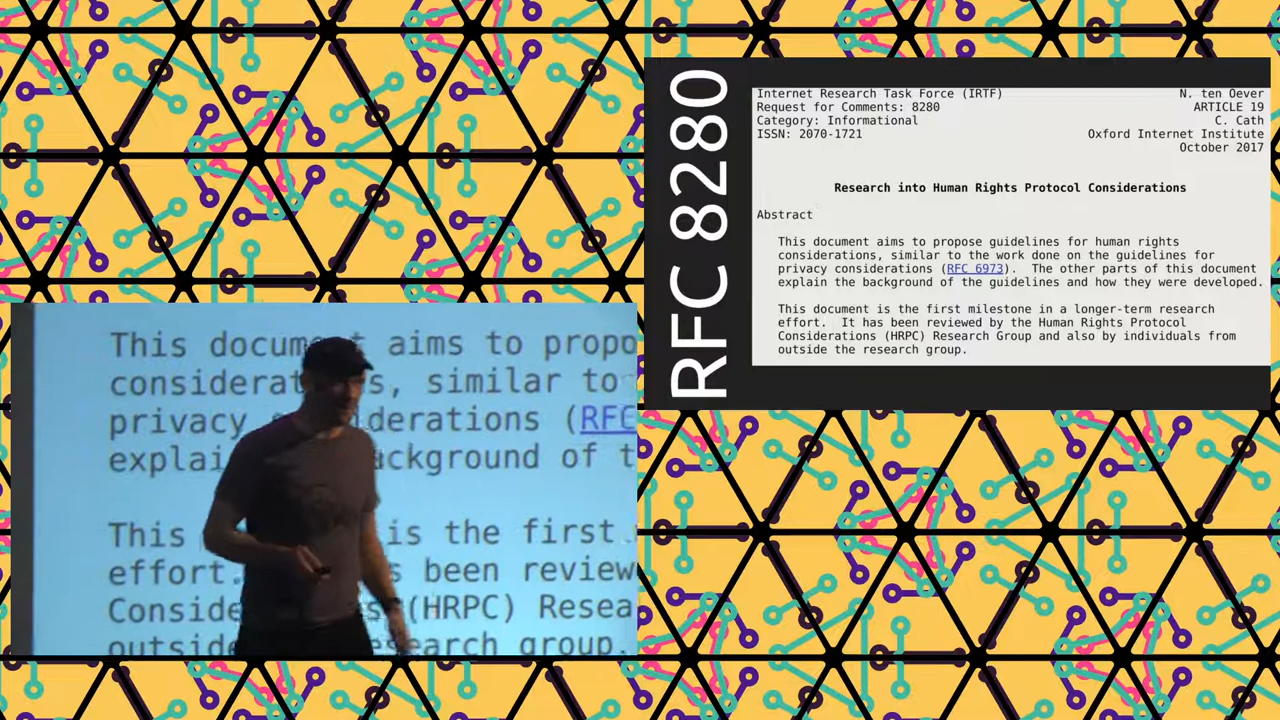 RFC 8280
Internet Research Task Force (IRTF) N. ten Oever
Request for Comments: 8280 ARTICLE 19
Category: Informational C. Cath
ISSN: 2070-1721 Oxford Internet Institute
October 2017
Research into Human Rights Protocol Considerations
Abstract
This document aims to propose guidelines for human rights
considerations, similar to the work done on the guidelines for
privacy considerations (RFC 6973). The other parts of this document
explain the background of the guidelines and how they were developed.
This document is the first milestone in a longer-term research
effort. It has been reviewed by the Human Rights Protocol
Considerations (HRPC) Research Group and also by individuals from
outside the research group.
This docum t aims to propo
considerat s, similar to
privacy derations (RFC
explai ackground of t
This is the first
effort. s been review
Conside s (HRPC) Resea
outside search group.